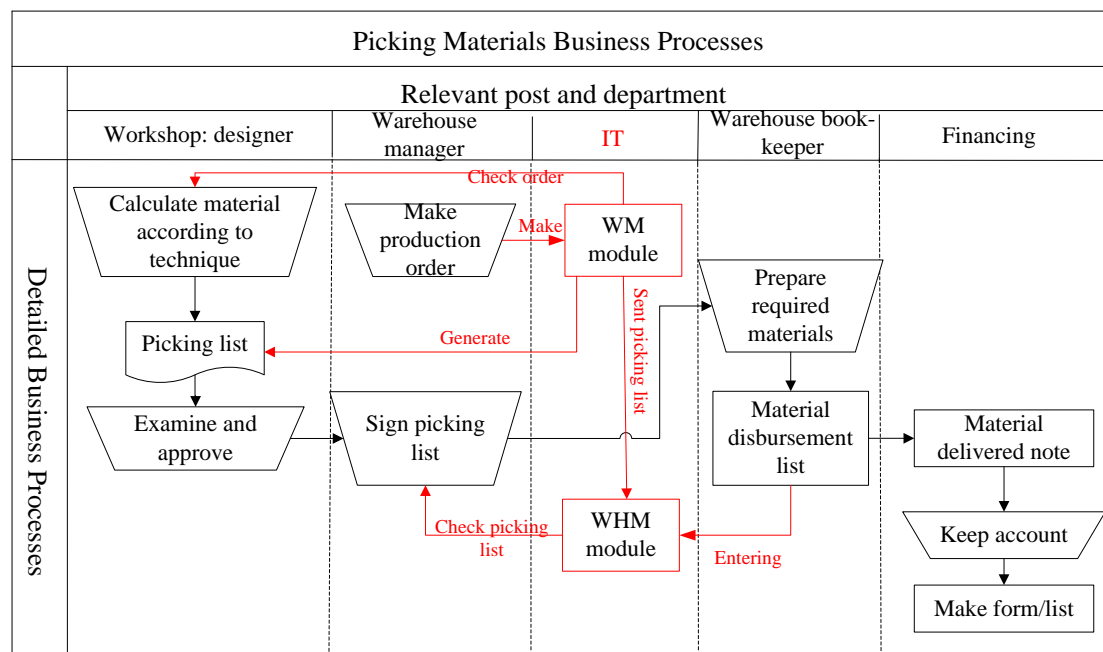 Picking Materials Business Processes
Relevant post and department
Workshop: designer
Warehouse
manager
IT
Warehouse book-
keeper
Financing
Detailed Business Processes
Check order
Calculate material
according to
technique
Make
production
order
Make
WM
module
Prepare
required
materials
Sent picking list
Picking list
Generate
Examine and
approve
Sign picking
list
Material
disbursement
list
Material
delivered note
Check picking
list
WHM
module
Entering
Keep account
Make form/list